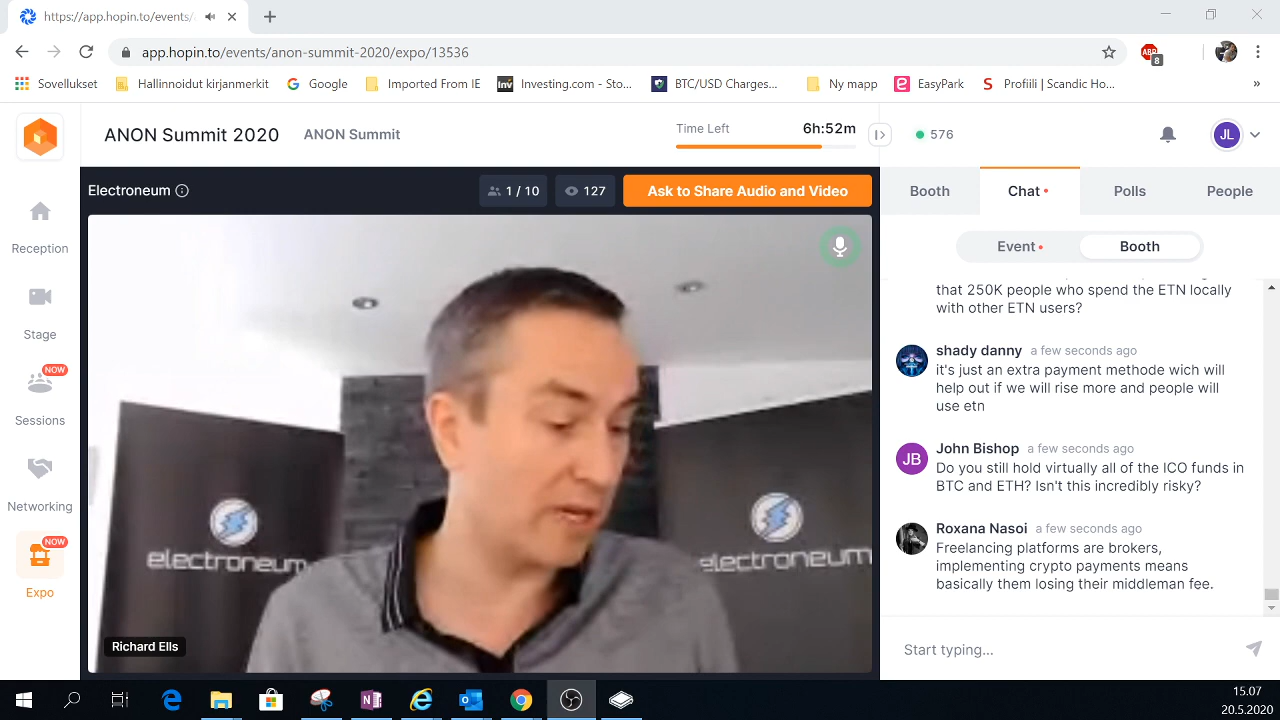 https://app.hopin.to/events/
app.hopin.to/events/anon-summit-2020/expo/13536
ABP
8
Sovellukset
Hallinnoidut kirjanmerkit
Google
Imported From IE
Inv
Investing.com - Sto...
BTC/USD Charges...
Ny mapp
EasyPark
S
Profiili | Scandic Ho...
»
ANON Summit 2020
ANON Summit
Time Left
6h:52m
576
JL
Reception
Stage
NOW
Sessions
Networking
NOW
Expo
Electroneum
1 / 10
127
Ask to Share Audio and Video
electroneum
electroneum
Richard Ells
Booth
Chat
Polls
People
Event
Booth
that 250K people who spend the ETN locally
with other ETN users?
shady danny a few seconds ago
it's just an extra payment methode wich will
help out if we will rise more and people will
use etn
JB
John Bishop a few seconds ago
Do you still hold virtually all of the ICO funds in
BTC and ETH? Isn't this incredibly risky?
Roxana Nasoi a few seconds ago
Freelancing platforms are brokers,
implementing crypto payments means
basically them losing their middleman fee.
Start typing...
15.07
20.5.2020